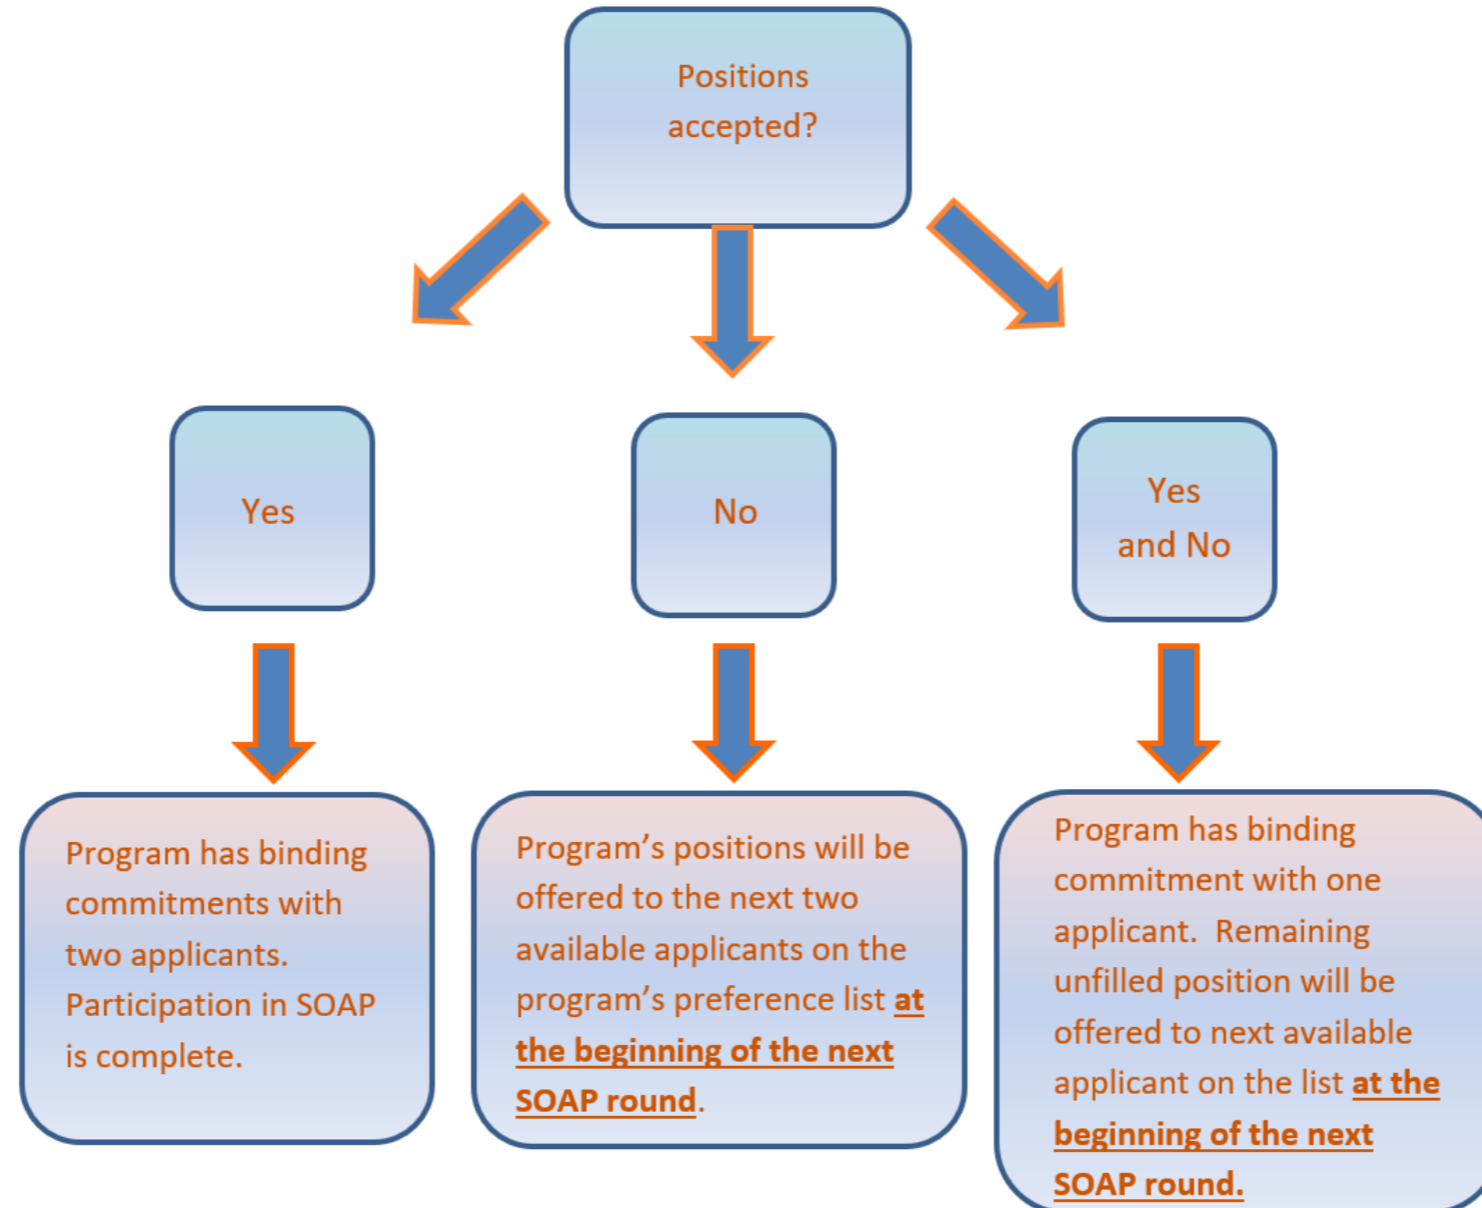 Positions
accepted?
Yes
No
Yes
and No
Program has binding
commitments with
two applicants.
Participation in SOAP
is complete.
Program’s positions will be
offered to the next two
available applicants on the
program’s preference list at
the beginning of the next
SOAP round.
Program has binding
commitment with one
applicant.  Remaining
unfilled position will be
offered to next available
applicant on the list at the
beginning of the next
SOAP round.